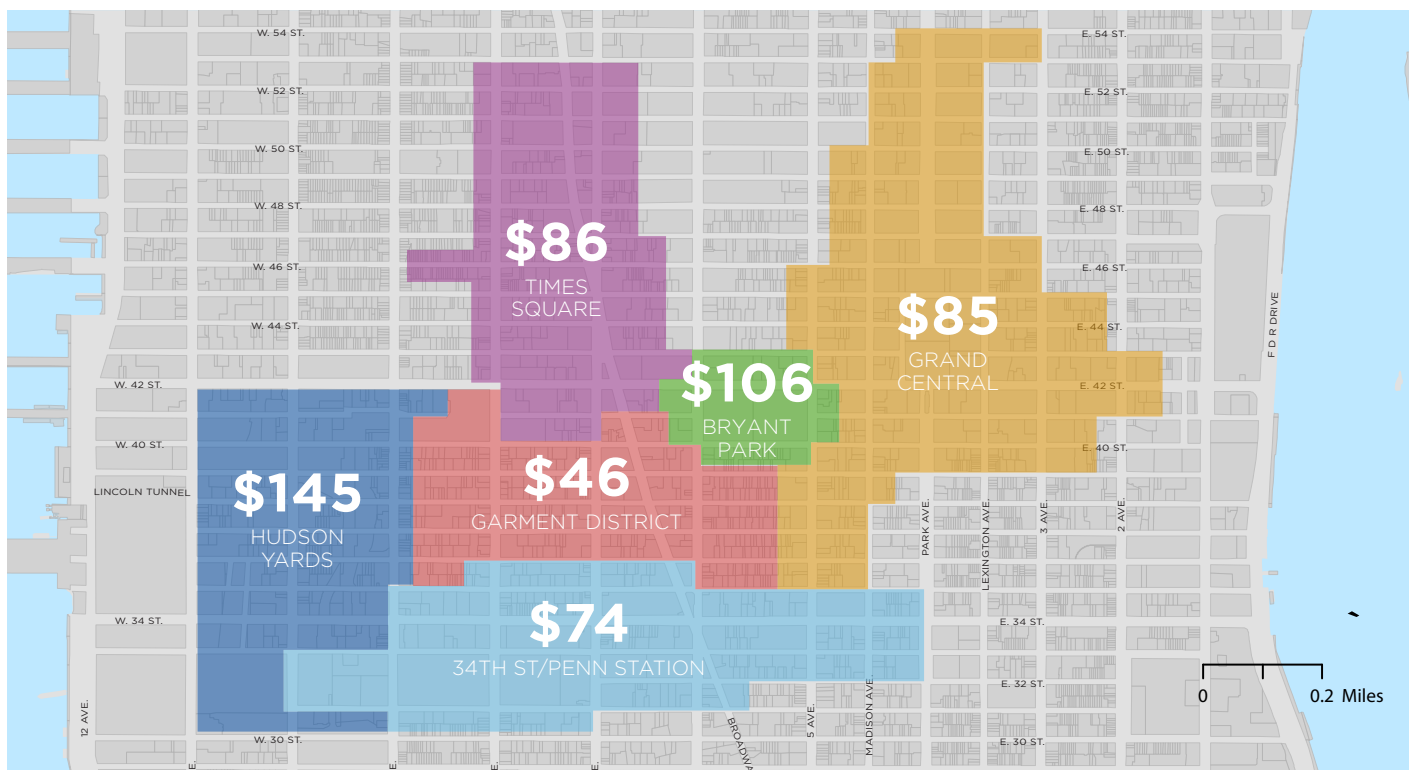 W. 54 ST.
E. 54 ST.
W. 52 ST.
E. 52 ST.
W. 50 ST.
E. 50 ST.
W. 48 ST.
E. 48 ST.
$86
TIMES
SQUARE
W. 46 ST.
E. 46 ST.
$85
GRAND
CENTRAL
W. 44 ST.
E. 44 ST.
F D R DRIVE
W. 42 ST.
E. 42 ST.
$106
BRYANT
PARK
W. 40 ST.
E. 40 ST.
$46
GARMENT DISTRICT
LINCOLN TUNNEL
$145
HUDSON
YARDS
PARK AVE.
LEXINGTON AVE.
3 AVE.
2 AVE.
W. 34 ST.
E. 34 ST.
$74
34TH ST/PENN STATION
E. 32 ST.
0
0.2 Miles
12 AVE.
5 AVE.
MADISON AVE.
W. 30 ST.
E. 30 ST.
E.
E.
E.
E.
BROADWA